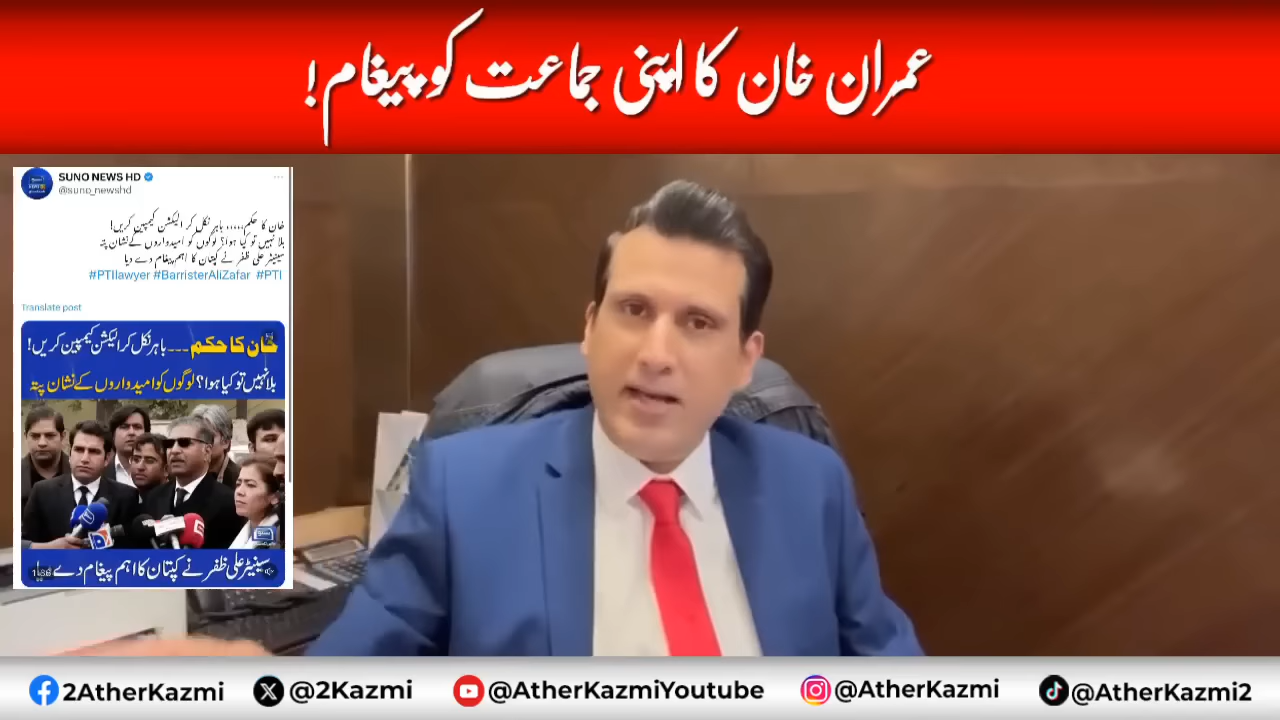 عمران خان کا اپنی جماعت کو پیغام!
SUNO NEWS HD
@suno_newshd
خان کا حکم..... باہر نکل کر الیکشن کیمپین کریں!
بلا نہیں تو کیا ہوا؟ لوگوں کو امیدواروں کے نشان پتہ
سینیٹر علی ظفر نے کپتان کا اہم پیغام دے دیا
#PTIlawyer #BarristerAliZafar #PTI
Translate post
خان کا حکم... باہر نکل کر الیکشن کیمپین کریں!
بلا نہیں تو کیا ہوا؟ لوگوں کو امیدواروں کے نشان پتہ
سینیٹر علی ظفر نے کپتان کا اہم پیغام دے
2AtherKazmi @2Kazmi @AtherKazmiYoutube @AtherKazmi @AtherKazmi2